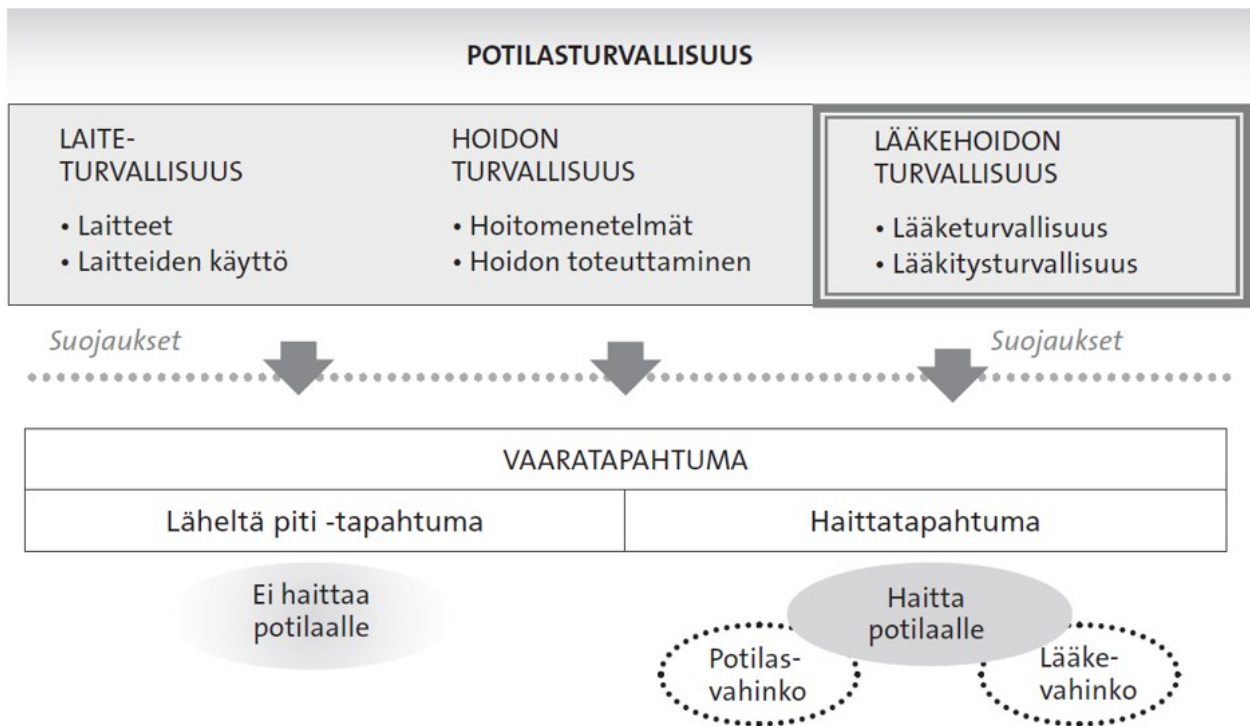 POTILASTURVALLISUUS
LAITE-
TURVALLISUUS
• Laitteet
• Laitteiden käyttö
HOIDON
TURVALLISUUS
• Hoitomenetelmät
• Hoidon toteuttaminen
LÄÄKEHOIDON
TURVALLISUUS
• Lääketurvallisuus
• Lääkitysturvallisuus
Suojaukset
Suojaukset
VAARATAPAHTUMA
Läheltä piti -tapahtuma
Haittatapahtuma
Ei haittaa
potilaalle
Haitta
potilaalle
Potilas-
vahinko
Lääke-
vahinko